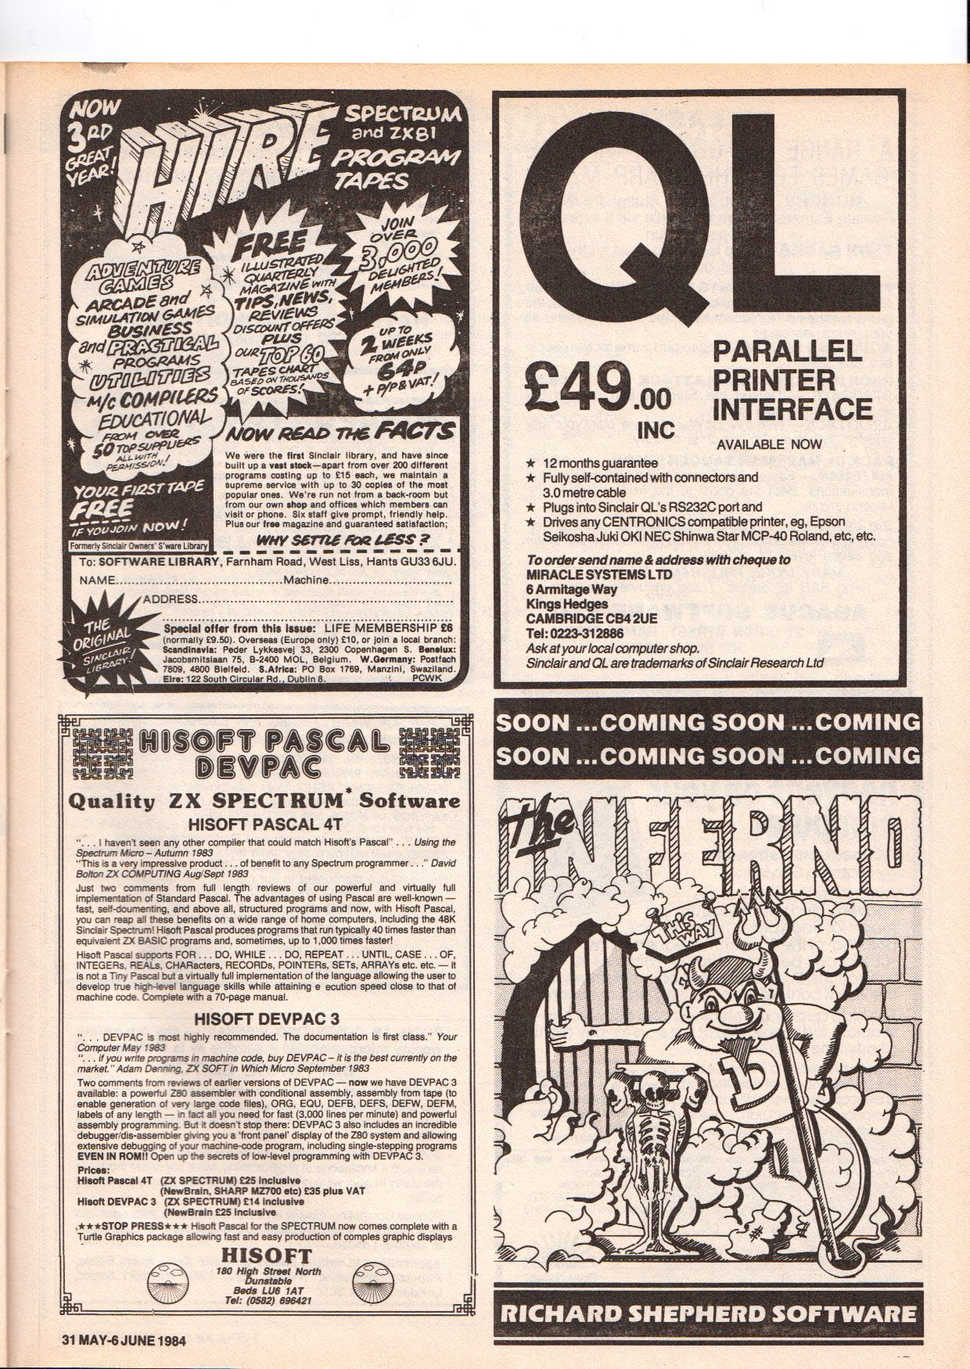 NOW
3RD
GREAT
YEAR!
HIRE
SPECTRUM
and ZX81
PROGRAM
TAPES
ADVENTURE
GAMES
ARCADE and
SIMULATION GAMES
BUSINESS
and PRACTICAL
PROGRAMS
UTILITIES
M/C COMPILERS
EDUCATIONAL
FROM OVER
50 TOP SUPPLIERS
ALL WITH
PERMISSION!
FREE
ILLUSTRATED
QUARTERLY
MAGAZINE WITH
TIPS, NEWS,
REVIEWS
DISCOUNT OFFERS
PLUS
OUR TOP 60
TAPES CHART
BASED ON THOUSANDS
OF SCORES!
JOIN
OVER
3,000
DELIGHTED
MEMBERS!
UP TO
2 WEEKS
FROM ONLY
64p
+ P/P & VAT!
YOUR FIRST TAPE
FREE
IF YOU JOIN NOW!
Formerly Sinclair Owners' S'ware Library
NOW READ THE FACTS
We were the first Sinclair library, and have since
built up a vast stock—apart from over 200 different
programs costing up to £15 each, we maintain a
supreme service with up to 30 copies of the most
popular ones. We're run not from a back-room but
from our own shop and offices which members can
visit or phone. Six staff give prompt, friendly help.
Plus our free magazine and guaranteed satisfaction;
WHY SETTLE FOR LESS?
To: SOFTWARE LIBRARY, Farnham Road, West Liss, Hants GU33 6JU.
NAME.................................Machine.........................
ADDRESS..................................................
THE
ORIGINAL
SINCLAIR
LIBRARY!
Special offer from this issue: LIFE MEMBERSHIP £6
(normally £9.50). Overseas (Europe only) £10, or join a local branch:
Scandinavia: Peder Lykkesvej 33, 2300 Copenhagen S. Benelux:
Jacobsmitslaan 75, B-2400 MOL, Belgium. W.Germany: Postfach
7809, 4800 Bielfeld. S.Africa: PO Box 1769, Manzini, Swaziland.
Eire: 122 South Circular Rd., Dublin 8. PCWK
QL
£49.00
INC
PARALLEL
PRINTER
INTERFACE
AVAILABLE NOW
★ 12 months guarantee
★ Fully self-contained with connectors and
3.0 metre cable
★ Plugs into Sinclair QL's RS232C port and
★ Drives any CENTRONICS compatible printer, eg, Epson
Seikosha Juki OKI NEC Shinwa Star MCP-40 Roland, etc, etc.
To order send name & address with cheque to
MIRACLE SYSTEMS LTD
6 Armitage Way
Kings Hedges
CAMBRIDGE CB4 2UE
Tel: 0223-312886
Ask at your local computer shop.
Sinclair and QL are trademarks of Sinclair Research Ltd
HISOFT PASCAL
DEVPAC
Quality ZX SPECTRUM* Software
HISOFT PASCAL 4T
". . . I haven't seen any other compiler that could match Hisoft's Pascal" . . . Using the
Spectrum Micro – Autumn 1983
"This is a very impressive product . . . of benefit to any Spectrum programmer . . ." David
Bolton ZX COMPUTING Aug/Sept 1983
Just two comments from full length reviews of our powerful and virtually full
implementation of Standard Pascal. The advantages of using Pascal are well-known —
fast, self-doumenting, and above all, structured programs and now, with Hisoft Pascal,
you can reap all these benefits on a wide range of home computers, including the 48K
Sinclair Spectrum! Hisoft Pascal produces programs that run typically 40 times faster than
equivalent ZX BASIC programs and, sometimes, up to 1,000 times faster!
Hisoft Pascal supports FOR . . . DO, WHILE . . . DO, REPEAT . . . UNTIL, CASE . . . OF,
INTEGERs, REALs, CHARacters, RECORDs, POINTERS, SETs, ARRAYs etc. etc. — it
is not a Tiny Pascal but a virtually full implementation of the language allowing the user to
develop true high-level language skills while attaining e ecution speed close to that of
machine code. Complete with a 70-page manual.
HISOFT DEVPAC 3
". . . DEVPAC is most highly recommended. The documentation is first class." Your
Computer May 1983
". . . if you write programs in machine code, buy DEVPAC – it is the best currently on the
market." Adam Denning, ZX SOFT in Which Micro September 1983
Two comments from reviews of earlier versions of DEVPAC — now we have DEVPAC 3
available: a powerful Z80 assembler with conditional assembly, assembly from tape (to
enable generation of very large code files), ORG, EQU, DEFB, DEFS, DEFW, DEFM,
labels of any length — in fact all you need for fast (3,000 lines per minute) and powerful
assembly programming. But it doesn't stop there: DEVPAC 3 also includes an incredible
debugger/dis-assembler giving you a 'front panel' display of the Z80 system and allowing
extensive debugging of your machine-code program, including single-stepping programs
EVEN IN ROM!! Open up the secrets of low-level programming with DEVPAC 3.
Prices:
Hisoft Pascal 4T (ZX SPECTRUM) £25 inclusive
(NewBrain, SHARP MZ700 etc) £35 plus VAT
Hisoft DEVPAC 3 (ZX SPECTRUM) £14 inclusive
(NewBrain £25 inclusive
★★★STOP PRESS★★★ Hisoft Pascal for the SPECTRUM now comes complete with a
Turtle Graphics package allowing fast and easy production of comples graphic displays
HISOFT
180 High Street North
Dunstable
Beds LU6 1AT
Tel: (0582) 696421
SOON ...COMING SOON ...COMING
COMING SOON ...COMING
the INFERNO
THIS
WAY
D
RICHARD SHEPHERD SOFTWARE
31 MAY-6 JUNE 1984